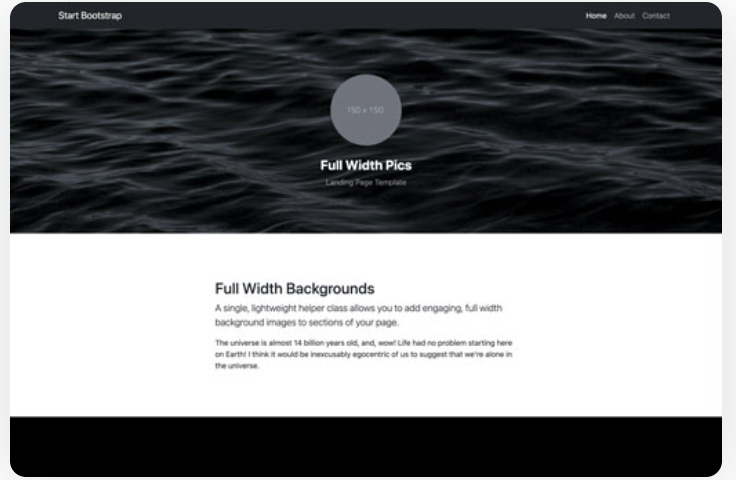 Start Bootstrap
Home About Contact
150 × 150
Full Width Pics
Landing Page Template
Full Width Backgrounds
A single, lightweight helper class allows you to add engaging, full width
background images to sections of your page.
The universe is almost 14 billion years old, and, wow! Life had no problem starting here
on Earth! I think it would be inexcusably egocentric of us to suggest that we're alone in
the universe.